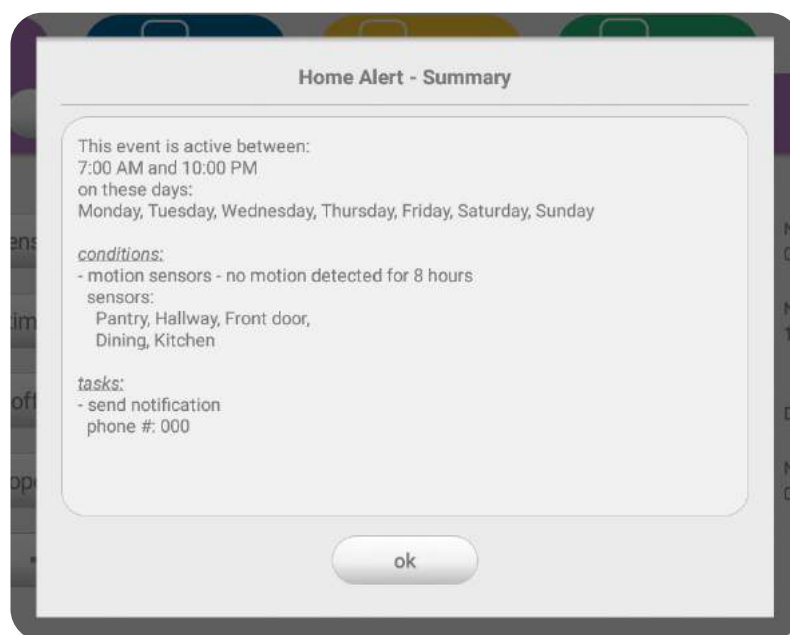 Home Alert - Summary
This event is active between:
7:00 AM and 10:00 PM
on these days:
Monday, Tuesday, Wednesday, Thursday, Friday, Saturday, Sunday
conditions:
- motion sensors - no motion detected for 8 hours
sensors:
Pantry, Hallway, Front door,
Dining, Kitchen
tasks:
- send notification
phone #: 000
ok